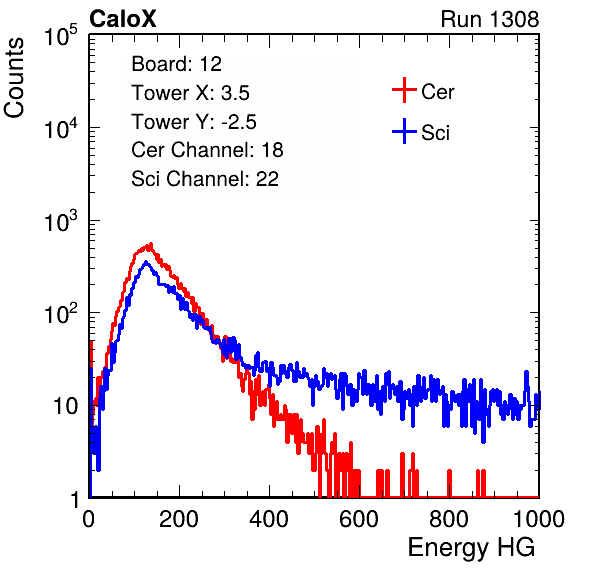 CaloX Run 1308
Counts
10^5
10^4
10^3
10^2
10
1
Board: 12
Tower X: 3.5
Tower Y: -2.5
Cer Channel: 18
Sci Channel: 22
Cer
Sci
0 200 400 600 800 1000
Energy HG